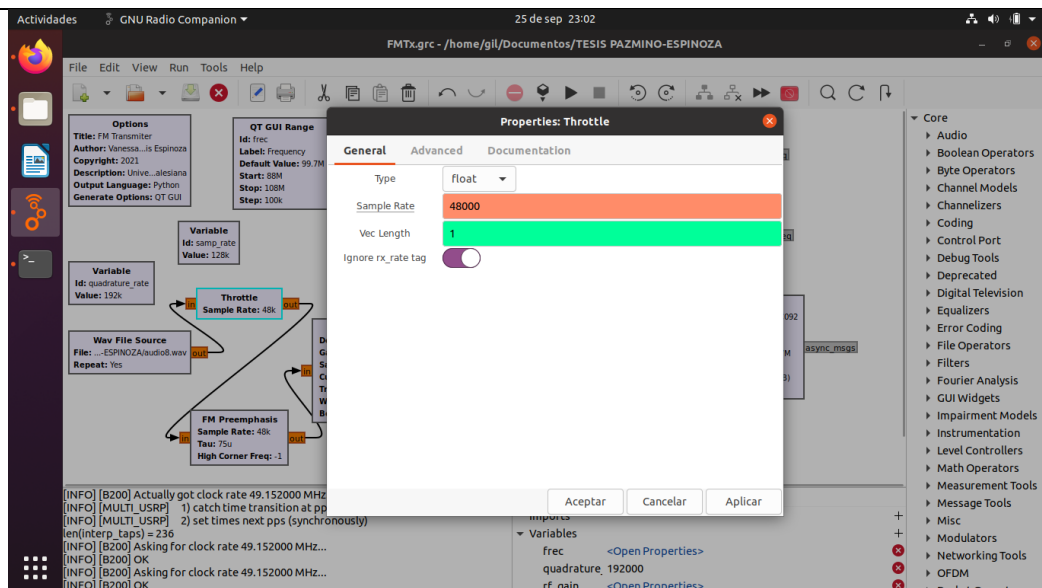 Actividades GNU Radio Companion 25 de sep 23:02
FMTx.grc - /home/gil/Documentos/TESIS PAZMINO-ESPINOZA
File Edit View Run Tools Help
Options
Title: FM Transmiter
Author: Vanessa...is Espinoza
Copyright: 2021
Description: Unive...alesiana
Output Language: Python
Generate Options: QT GUI
QT GUI Range
Id: frec
Label: Frequency
Default Value: 99.7M
Start: 88M
Stop: 108M
Step: 100k
Variable
Id: samp_rate
Value: 128k
Variable
Id: quadrature_rate
Value: 192k
Throttle
Sample Rate: 48k
in
out
Wav File Source
File: ...-ESPINOZA/audio8.wav
Repeat: Yes
out
FM Preemphasis
Sample Rate: 48k
Tau: 75u
High Corner Freq: -1
in
out
in
Properties: Throttle
General Advanced Documentation
Type float
Sample Rate 48000
Vec Length 1
Ignore rx_rate tag
Aceptar Cancelar Aplicar
async_msgs
Core
Audio
Boolean Operators
Byte Operators
Channel Models
Channelizers
Coding
Control Port
Debug Tools
Deprecated
Digital Television
Equalizers
Error Coding
File Operators
Filters
Fourier Analysis
GUI Widgets
Impairment Models
Instrumentation
Level Controllers
Math Operators
Measurement Tools
Message Tools
Misc
Modulators
Networking Tools
OFDM
[INFO] [B200] Actually got clock rate 49.152000 MHz
[INFO] [MULTI_USRP] 1) catch time transition at pp
[INFO] [MULTI_USRP] 2) set times next pps (synchronously)
len(interp_taps) = 236
[INFO] [B200] Asking for clock rate 49.152000 MHz...
[INFO] [B200] OK
[INFO] [B200] Asking for clock rate 49.152000 MHz...
[INFO] [B200] OK
Imports
Variables
frec <Open Properties>
quadrature_ 192000
rf_gain <Open Properties>